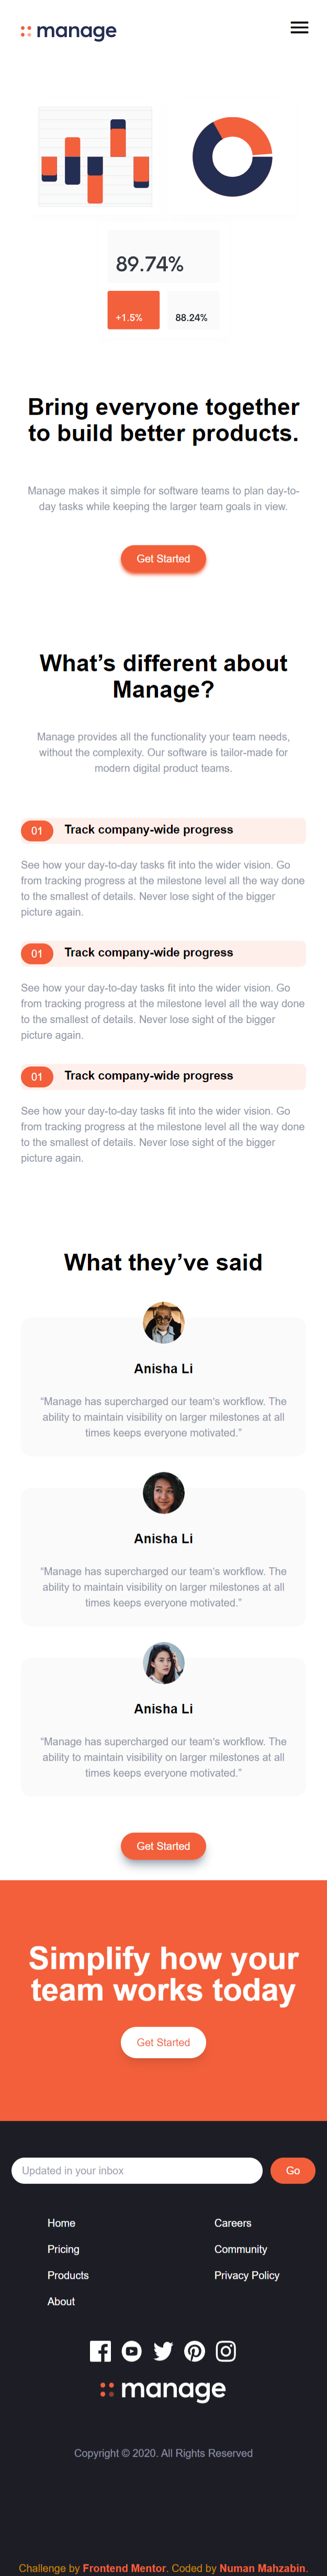 manage
89.74%
+1.5%
88.24%
Bring everyone together
to build better products.
Manage makes it simple for software teams to plan day-to-
day tasks while keeping the larger team goals in view.
Get Started
What’s different about
Manage?
Manage provides all the functionality your team needs,
without the complexity. Our software is tailor-made for
modern digital product teams.
01 Track company-wide progress
See how your day-to-day tasks fit into the wider vision. Go
from tracking progress at the milestone level all the way done
to the smallest of details. Never lose sight of the bigger
picture again.
01 Track company-wide progress
See how your day-to-day tasks fit into the wider vision. Go
from tracking progress at the milestone level all the way done
to the smallest of details. Never lose sight of the bigger
picture again.
01 Track company-wide progress
See how your day-to-day tasks fit into the wider vision. Go
from tracking progress at the milestone level all the way done
to the smallest of details. Never lose sight of the bigger
picture again.
What they’ve said
Anisha Li
“Manage has supercharged our team's workflow. The
ability to maintain visibility on larger milestones at all
times keeps everyone motivated.”
Anisha Li
“Manage has supercharged our team's workflow. The
ability to maintain visibility on larger milestones at all
times keeps everyone motivated.”
Anisha Li
“Manage has supercharged our team's workflow. The
ability to maintain visibility on larger milestones at all
times keeps everyone motivated.”
Get Started
Simplify how your
team works today
Get Started
Updated in your inbox
Go
Home
Pricing
Products
About
Careers
Community
Privacy Policy
manage
Copyright © 2020. All Rights Reserved
Challenge by Frontend Mentor. Coded by Numan Mahzabin.